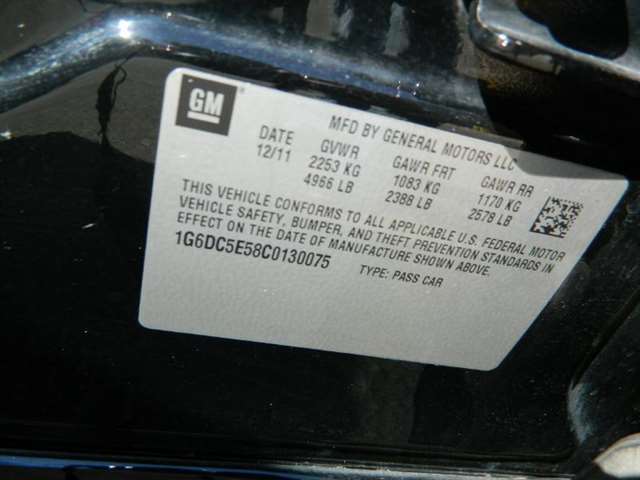 GM
MFD BY GENERAL MOTORS LLC
DATE GVWR GAWR FRT GAWR RR
12/11 2253 KG 1083 KG 1170 KG
4966 LB 2388 LB 2578 LB
THIS VEHICLE CONFORMS TO ALL APPLICABLE U.S. FEDERAL MOTOR
VEHICLE SAFETY, BUMPER, AND THEFT PREVENTION STANDARDS IN
EFFECT ON THE DATE OF MANUFACTURE SHOWN ABOVE.
1G6DC5E58C0130075 TYPE: PASS CAR